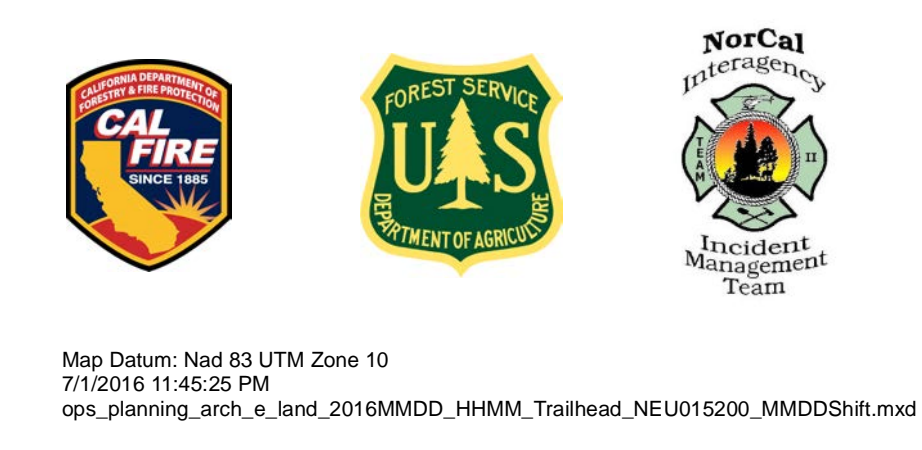 CALIFORNIA DEPARTMENT OF
FORESTRY & FIRE PROTECTION
CAL
FIRE
SINCE 1885
FOREST SERVICE
U S
DEPARTMENT OF AGRICULTURE
NorCal
Interagency
TEAM II
Incident
Management
Team
Map Datum: Nad 83 UTM Zone 10
7/1/2016 11:45:25 PM
ops_planning_arch_e_land_2016MMDD_HHMM_Trailhead_NEU015200_MMDDShift.mxd